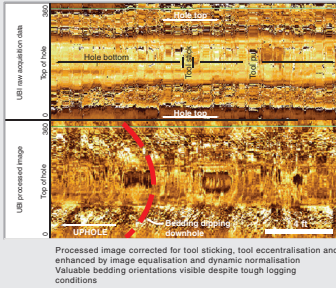 360
Hole top
UBI raw acquisition data
Top of hole
Hole bottom
Tool stick
Tool pull
0
Hole top
360
UBI processed image
Top of hole
Bedding dipping
downhole
UPHOLE
4 ft
0
Processed image corrected for tool sticking, tool eccentralisation and
enhanced by image equalisation and dynamic normalisation
Valuable bedding orientations visible despite tough logging
conditions